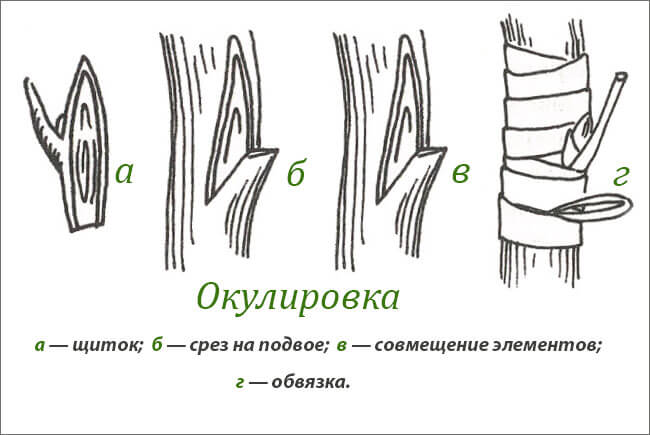 а б в г
Окулировка
а — щиток; б — срез на подвое; в — совмещение элементов;
г — обвязка.